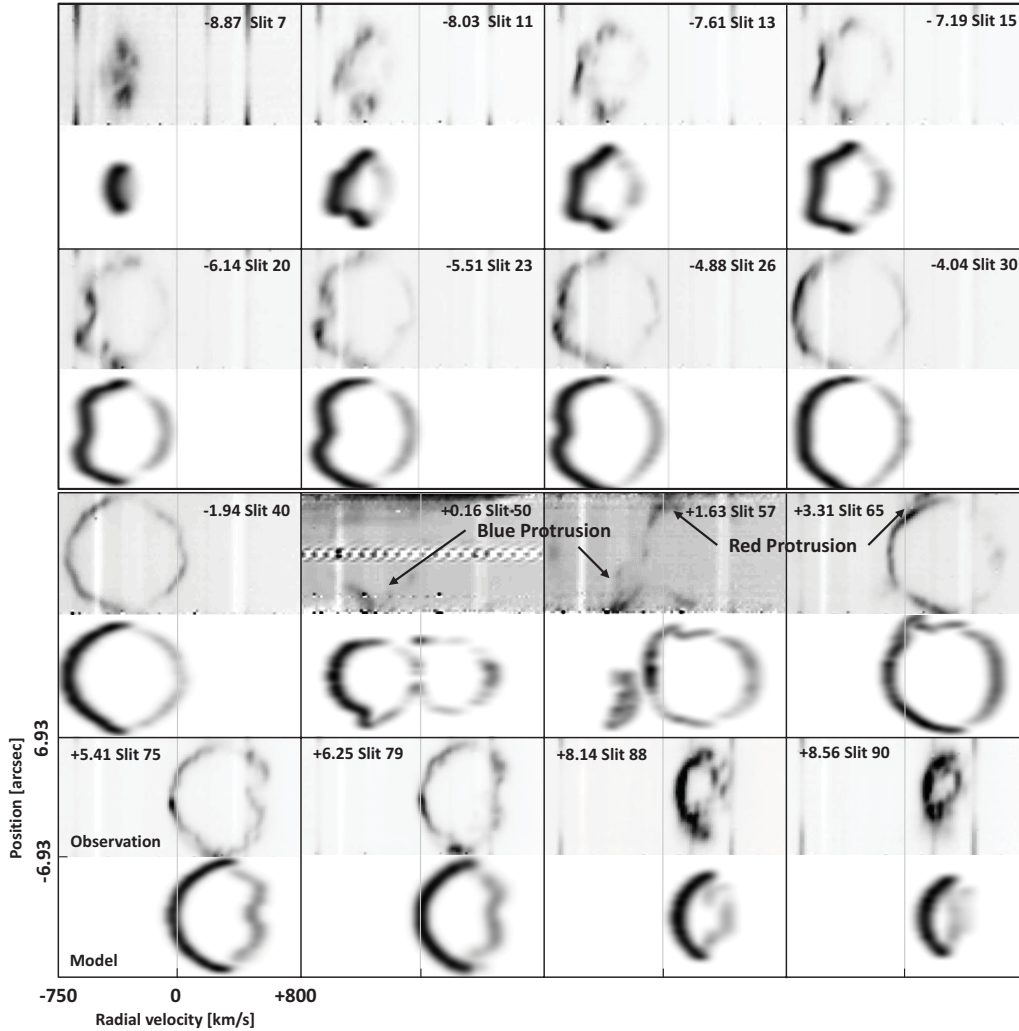 -8.87 Slit 7
-8.03 Slit 11
-7.61 Slit 13
- 7.19 Slit 15
-6.14 Slit 20
-5.51 Slit 23
-4.88 Slit 26
-4.04 Slit 30
-1.94 Slit 40
+0.16 Slit 50
+1.63 Slit 57
+3.31 Slit 65
Blue Protrusion
Red Protrusion
+5.41 Slit 75
+6.25 Slit 79
+8.14 Slit 88
+8.56 Slit 90
Observation
Model
Position [arcsec]
-6.93
6.93
-750
0
+800
Radial velocity [km/s]